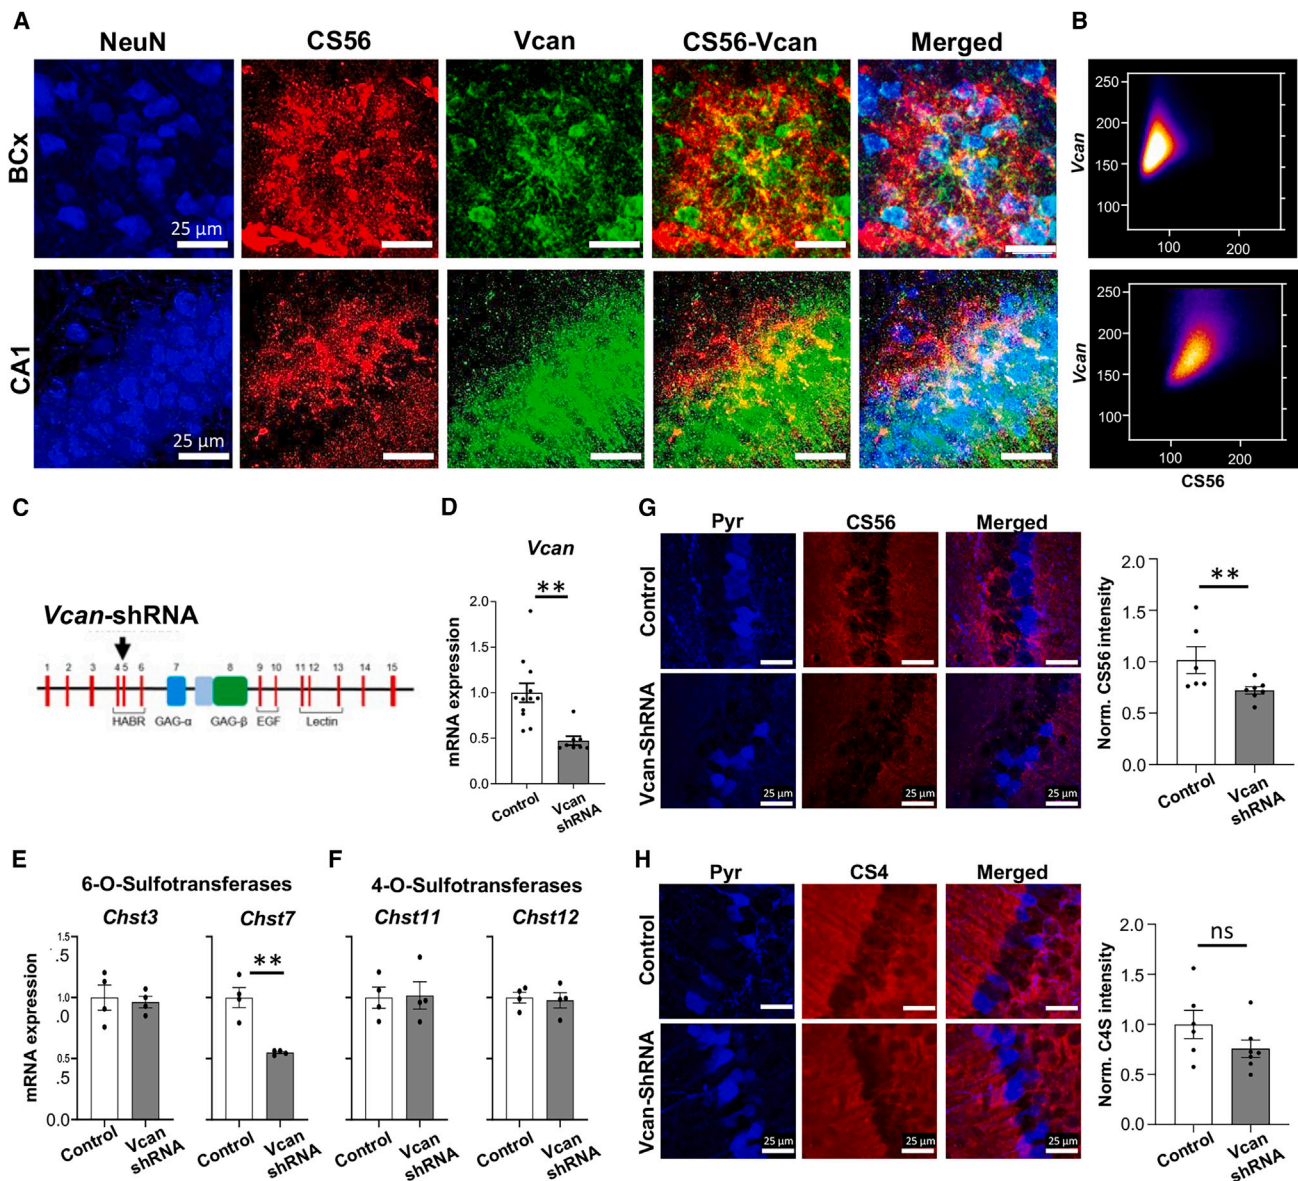 A
NeuN CS56 Vcan CS56-Vcan Merged
BCx
25 µm
CA1
25 µm
B
250
200
150
100
Vcan
100 200
250
200
150
100
Vcan
100 200
CS56
C
Vcan-shRNA
1 2 3 4 5 6 7 8 9 10 11 12 13 14 15
HABR GAG-α GAG-β EGF Lectin
D
Vcan
**
mRNA expression
2.0
1.5
1.0
0.5
0.0
Control
Vcan
shRNA
E
6-O-Sulfotransferases
Chst3 Chst7
mRNA expression
1.5
.5
1.0
.0
0.5
.5
0.0
**
Control
Vcan
shRNA
Control
Vcan
shRNA
F
4-O-Sulfotransferases
Chst11 Chst12
Control
Vcan
shRNA
Control
Vcan
shRNA
G
Pyr CS56 Merged
Control
Vcan-ShRNA
25 µm 25 µm 25 µm
Norm. CS56 intensity
2.0
1.5
1.0
0.5
0.0
**
Control
Vcan
shRNA
H
Pyr CS4 Merged
Control
Vcan-ShRNA
25 µm 25 µm 25 µm
Norm. C4S intensity
2.0
1.5
1.0
0.5
0.0
ns
Control
Vcan
shRNA